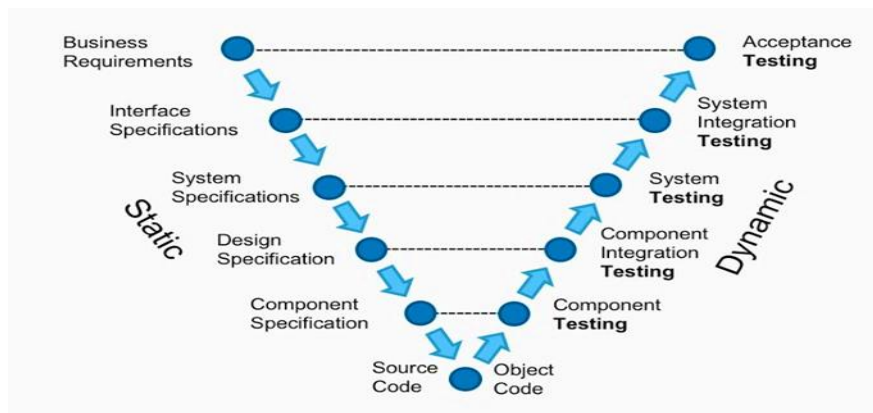 Business
Requirements
Acceptance
Testing
Interface
Specifications
System
Integration
Testing
System
Specifications
System
Testing
Static
Dynamic
Design
Specification
Component
Integration
Testing
Component
Specification
Component
Testing
Source
Code
Object
Code